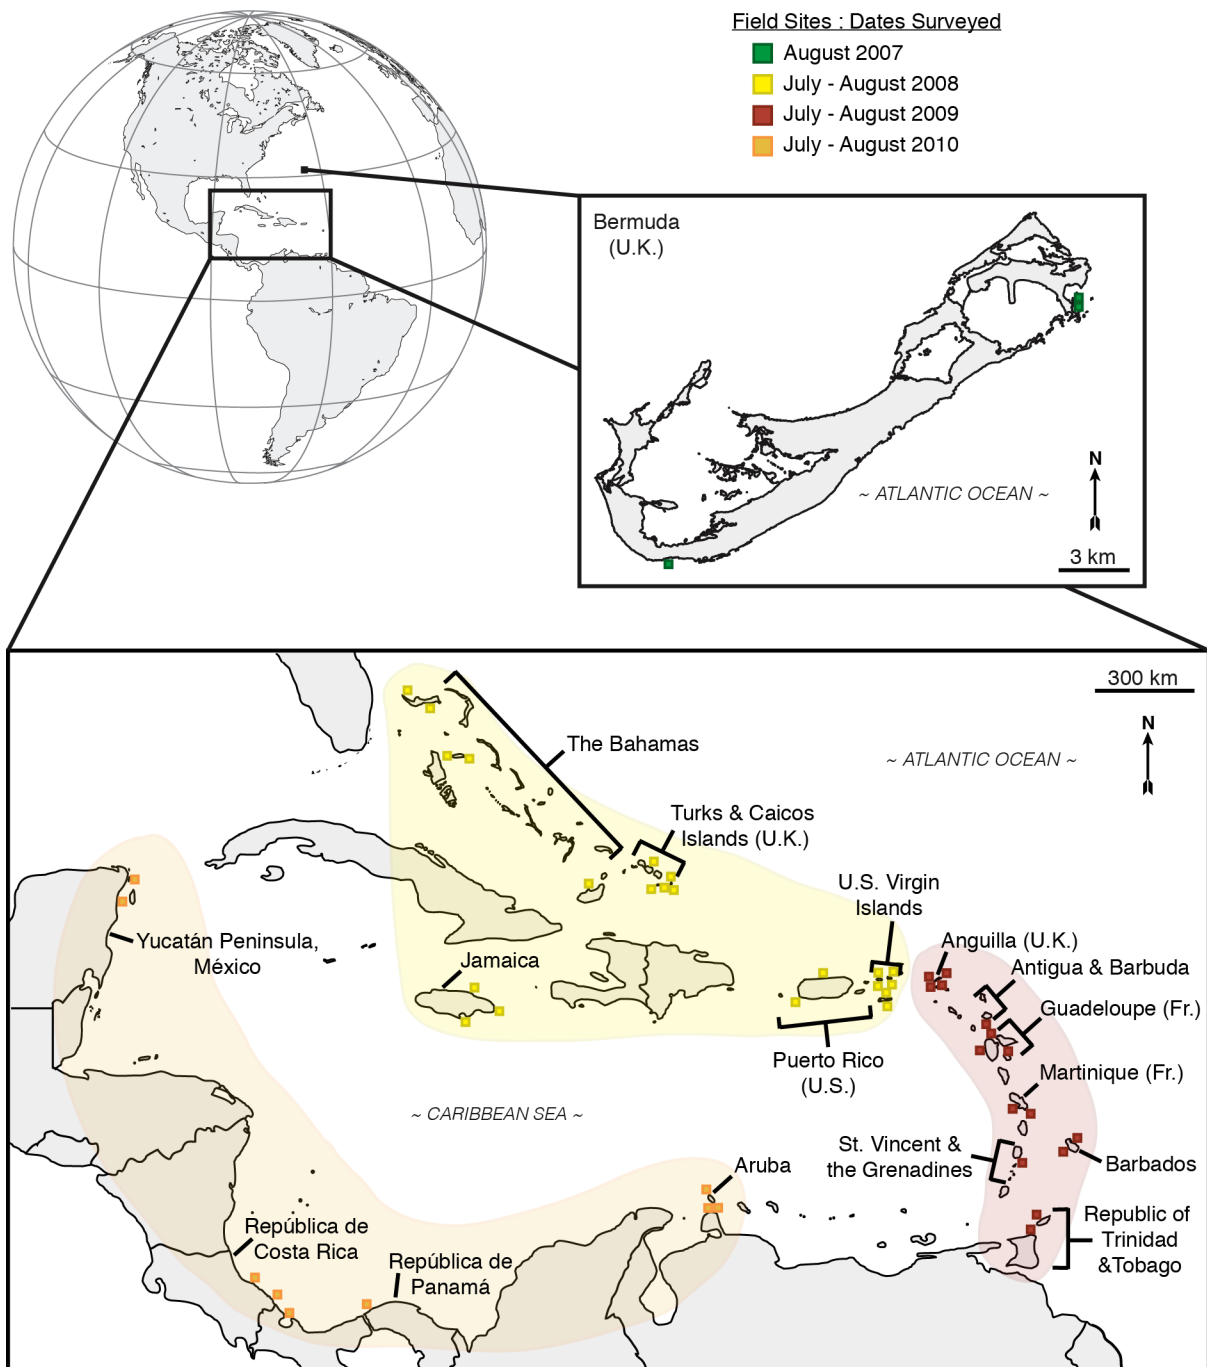 Field Sites : Dates Surveyed
August 2007
July - August 2008
July - August 2009
July - August 2010
Bermuda
(U.K.)
N
~ ATLANTIC OCEAN ~
3 km
300 km
N
The Bahamas
~ ATLANTIC OCEAN ~
Turks & Caicos
Islands (U.K.)
U.S. Virgin
Islands
Yucatán Peninsula,
México
Jamaica
Anguilla (U.K.)
Antigua & Barbuda
Guadeloupe (Fr.)
Puerto Rico
(U.S.)
Martinique (Fr.)
~ CARIBBEAN SEA ~
St. Vincent &
the Grenadines
Aruba
Barbados
República de
Costa Rica
República de
Panamá
Republic of
Trinidad
&Tobago